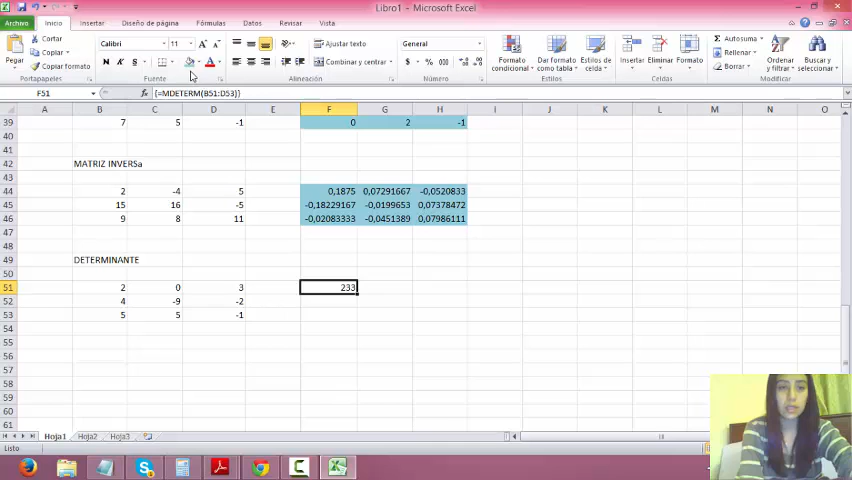 Libro1 - Microsoft Excel
Archivo Inicio Insertar Diseño de página Fórmulas Datos Revisar Vista
Pegar
Cortar
Copiar
Copiar formato
Portapapeles
Calibri 11
N K S
Fuente
Ajustar texto
Combinar y centrar
Alineación
General
$ % 000
Número
Formato condicional
Dar formato como tabla
Estilos de celda
Estilos
Insertar Eliminar Formato
Celdas
Σ Autosuma
Rellenar
Borrar
Ordenar y filtrar
Buscar y seleccionar
Modificar
F51 fx {=MDETERM(B51:D53)}
A B C D E F G H I J K L M N O
39 7 5 -1 0 2 -1
40
41
42 MATRIZ INVERSa
43
44 2 -4 5 0,1875 0,07291667 -0,0520833
45 15 16 -5 -0,18229167 -0,0199653 0,07378472
46 9 8 11 -0,02083333 -0,0451389 0,07986111
47
48
49 DETERMINANTE
50
51 2 0 3 233
52 4 -9 -2
53 5 5 -1
54
55
56
57
58
59
60
61
Hoja1 Hoja2 Hoja3
Listo